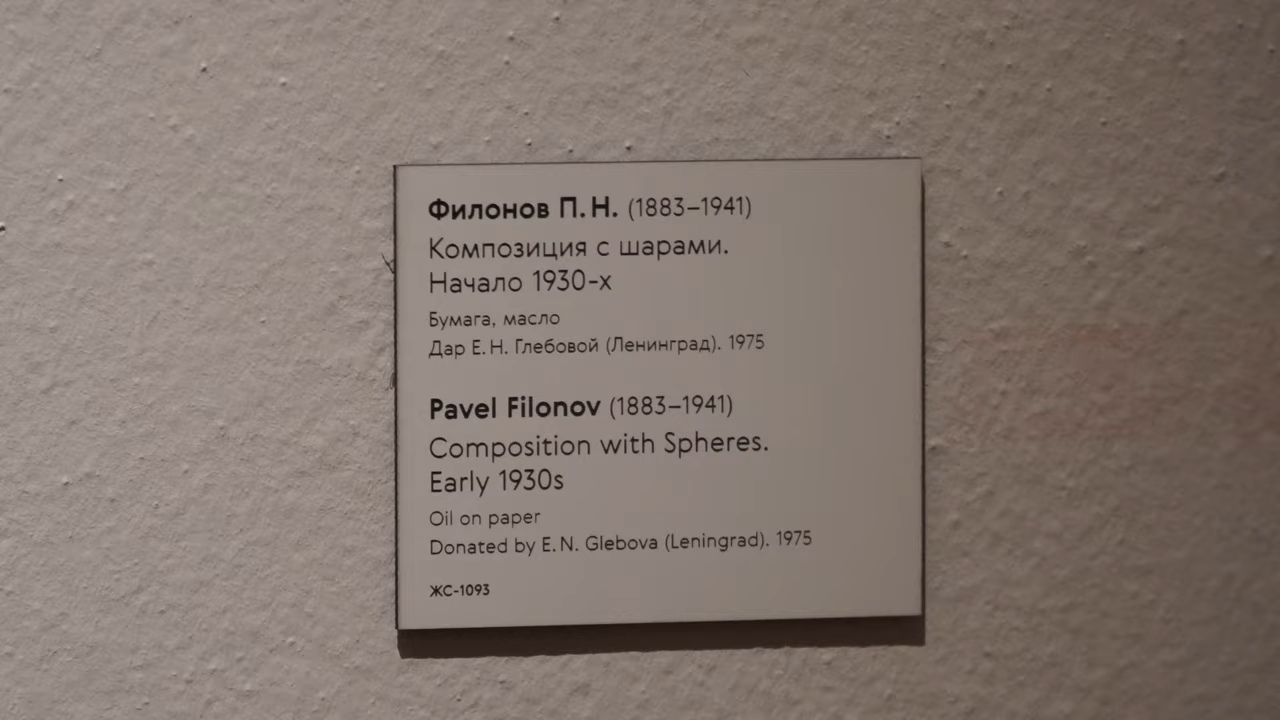 Филонов П. Н. (1883–1941)
Композиция с шарами.
Начало 1930-х
Бумага, масло
Дар Е. Н. Глебовой (Ленинград). 1975
Pavel Filonov (1883–1941)
Composition with Spheres.
Early 1930s
Oil on paper
Donated by E. N. Glebova (Leningrad). 1975
ЖС-1093